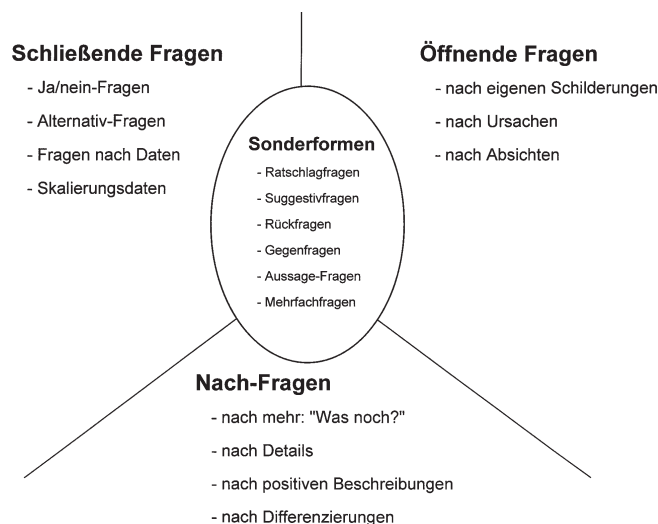 Schließende Fragen
- Ja/nein-Fragen
- Alternativ-Fragen
- Fragen nach Daten
- Skalierungsdaten
Öffnende Fragen
- nach eigenen Schilderungen
- nach Ursachen
- nach Absichten
Sonderformen
- Ratschlagfragen
- Suggestivfragen
- Rückfragen
- Gegenfragen
- Aussage-Fragen
- Mehrfachfragen
Nach-Fragen
- nach mehr: "Was noch?"
- nach Details
- nach positiven Beschreibungen
- nach Differenzierungen